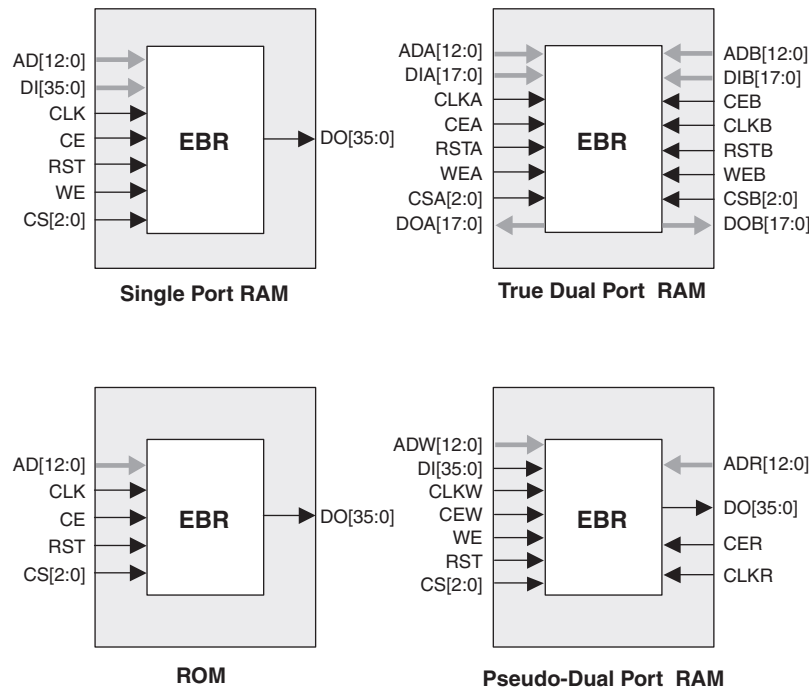 AD[12:0]
DI[35:0]
CLK
CE
RST
WE
CS[2:0]
EBR
DO[35:0]
Single Port RAM
ADA[12:0]
DIA[17:0]
CLKA
CEA
RSTA
WEA
CSA[2:0]
DOA[17:0]
EBR
ADB[12:0]
DIB[17:0]
CEB
CLKB
RSTB
WEB
CSB[2:0]
DOB[17:0]
True Dual Port RAM
AD[12:0]
CLK
CE
RST
CS[2:0]
EBR
DO[35:0]
ROM
ADW[12:0]
DI[35:0]
CLKW
CEW
WE
RST
CS[2:0]
EBR
ADR[12:0]
DO[35:0]
CER
CLKR
Pseudo-Dual Port RAM